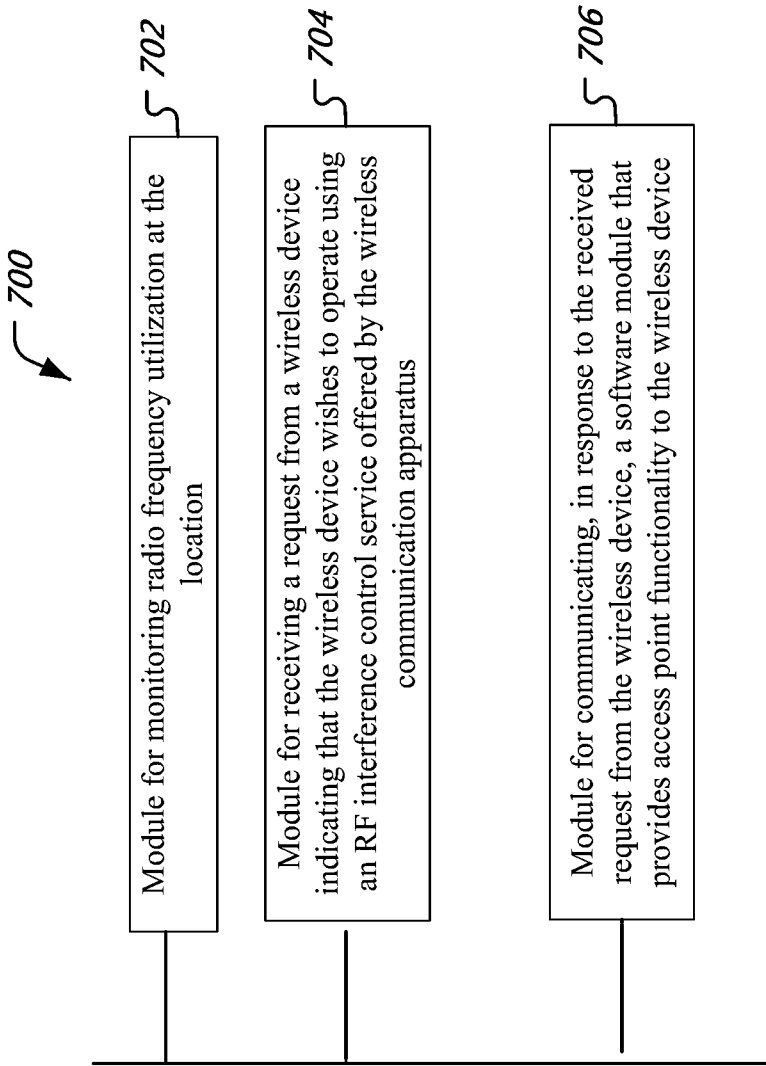 700
702
Module for monitoring radio frequency utilization at the
location
704
Module for receiving a request from a wireless device
indicating that the wireless device wishes to operate using
an RF interference control service offered by the wireless
communication apparatus
706
Module for communicating, in response to the received
request from the wireless device, a software module that
provides access point functionality to the wireless device